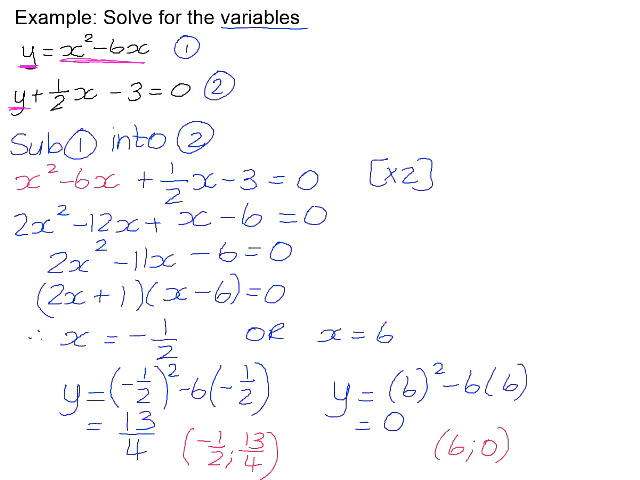 Example: Solve for the variables
y = x² - 6x ①
y + 1/2 x - 3 = 0 ②
Sub ① into ②
x² - 6x + 1/2 x - 3 = 0 [x2]
2x² - 12x + x - 6 = 0
2x² - 11x - 6 = 0
(2x + 1)(x - 6) = 0
∴ x = -1/2 OR x = 6
y = (-1/2)² - 6(-1/2) y = (6)² - 6(6)
= 13/4 = 0
(-1/2; 13/4) (6; 0)